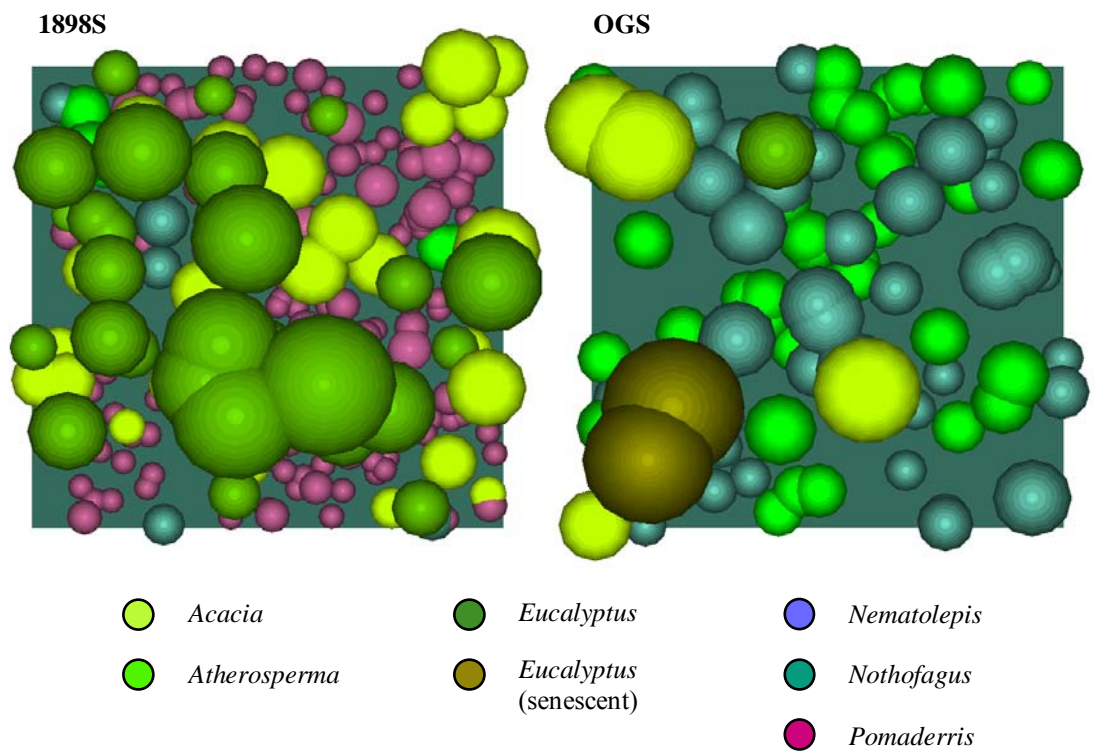 1898S
OGS
Acacia
Eucalyptus
Nematolepis
Atherosperma
Eucalyptus
(senescent)
Nothofagus
Pomaderris